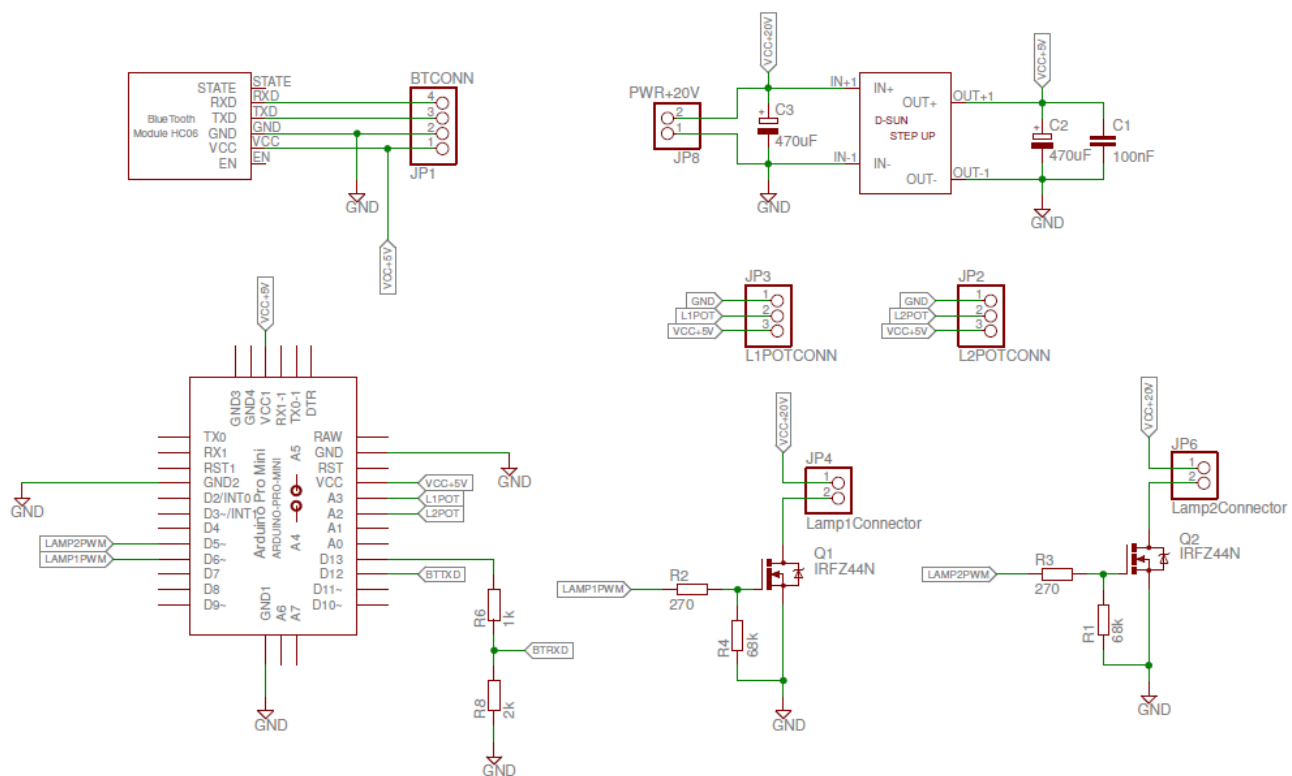 STATE
STATE
RXD
RXD
BlueTooth
TXD
TXD
Module HC06
GND
GND
VCC
VCC
EN
EN
BTCONN
4
3
2
1
JP1
GND
VCC+5V
PWR+20V
2
1
JP8
VCC+20V
+
C3
470uF
GND
IN+1
IN+
OUT+
OUT+1
D-SUN
STEP UP
IN-1
IN-
OUT-
OUT-1
VCC+5V
+
C2
470uF
C1
100nF
GND
JP3
GND
1
L1POT
2
VCC+5V
3
L1POTCONN
JP2
GND
1
L2POT
2
VCC+5V
3
L2POTCONN
VCC+5V
GND3
GND4
VCC1
RX1-1
TX0-1
DTR
TX0
RX1
RST1
GND2
D2/INT0
D3~/INT1
D4
D5~
D6~
D7
D8
D9~
Arduino Pro Mini
ARDUINO-PRO-MINI
A5
A4
RAW
GND
RST
VCC
A3
A2
A1
A0
D13
D12
D11~
D10~
GND1
A6
A7
GND
GND
VCC+5V
L1POT
L2POT
LAMP2PWM
LAMP1PWM
BTTXD
R6
1k
BTRXD
R8
2k
GND
GND
VCC+20V
JP4
1
2
Lamp1Connector
Q1
IRFZ44N
LAMP1PWM
R2
270
R4
68k
GND
VCC+20V
JP6
1
2
Lamp2Connector
Q2
IRFZ44N
LAMP2PWM
R3
270
R1
68k
GND